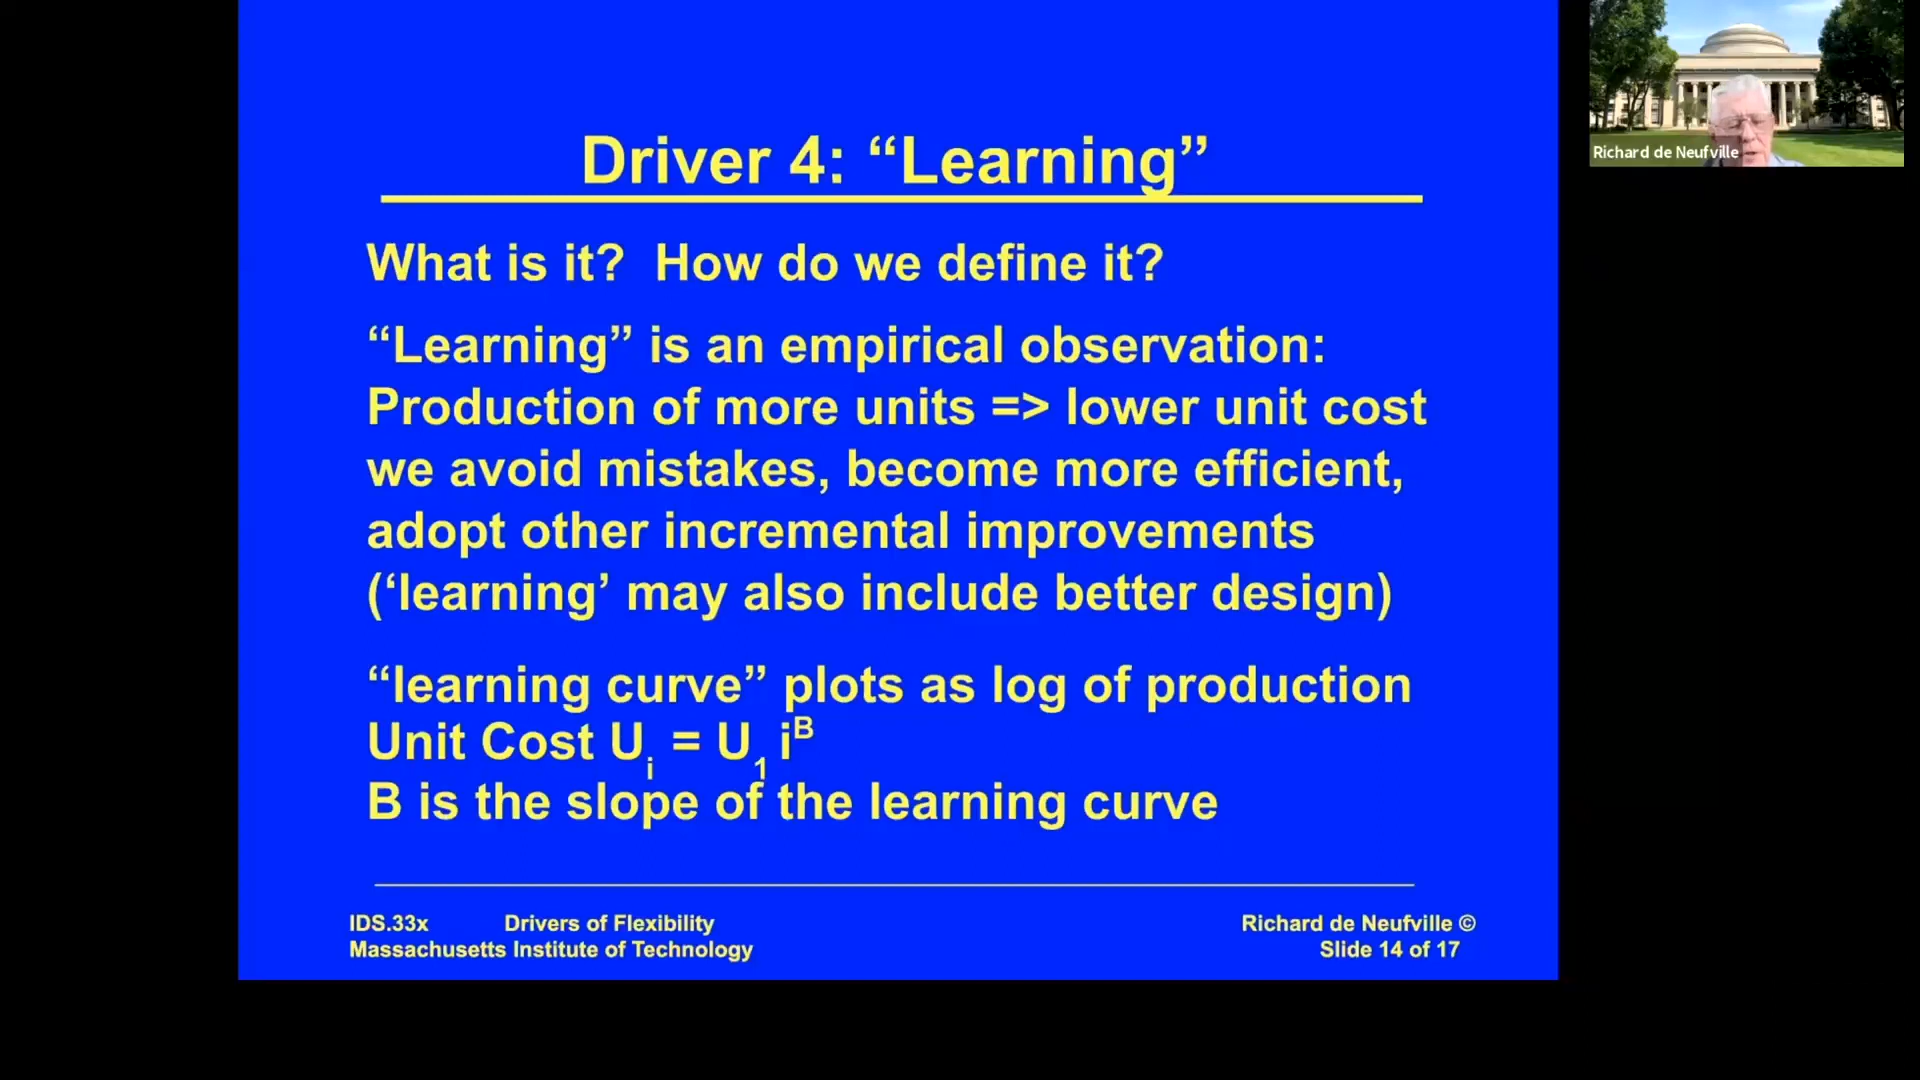 Driver 4: “Learning”
What is it?  How do we define it?
“Learning” is an empirical observation:
Production of more units => lower unit cost
we avoid mistakes, become more efficient,
adopt other incremental improvements
(‘learning’ may also include better design)
“learning curve” plots as log of production
Unit Cost Uᵢ = U₁ iᴮ
B is the slope of the learning curve
IDS.33x Drivers of Flexibility
Massachusetts Institute of Technology
Richard de Neufville ©
Slide 14 of 17
Richard de Neufville